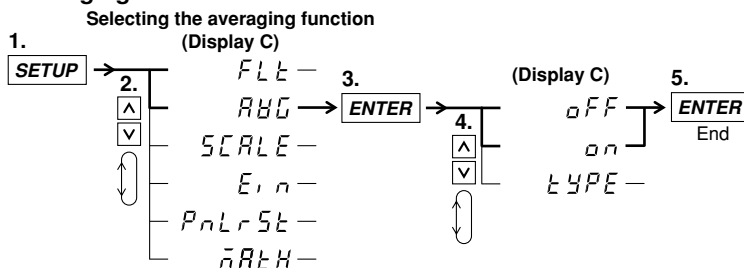 Selecting the averaging function
1.
(Display C)
SETUP
2.
FLt
AVG
SCALE
Ein
PnLrSt
MAtH
3.
ENTER
4.
(Display C)
oFF
on
tYPE
5.
ENTER
End